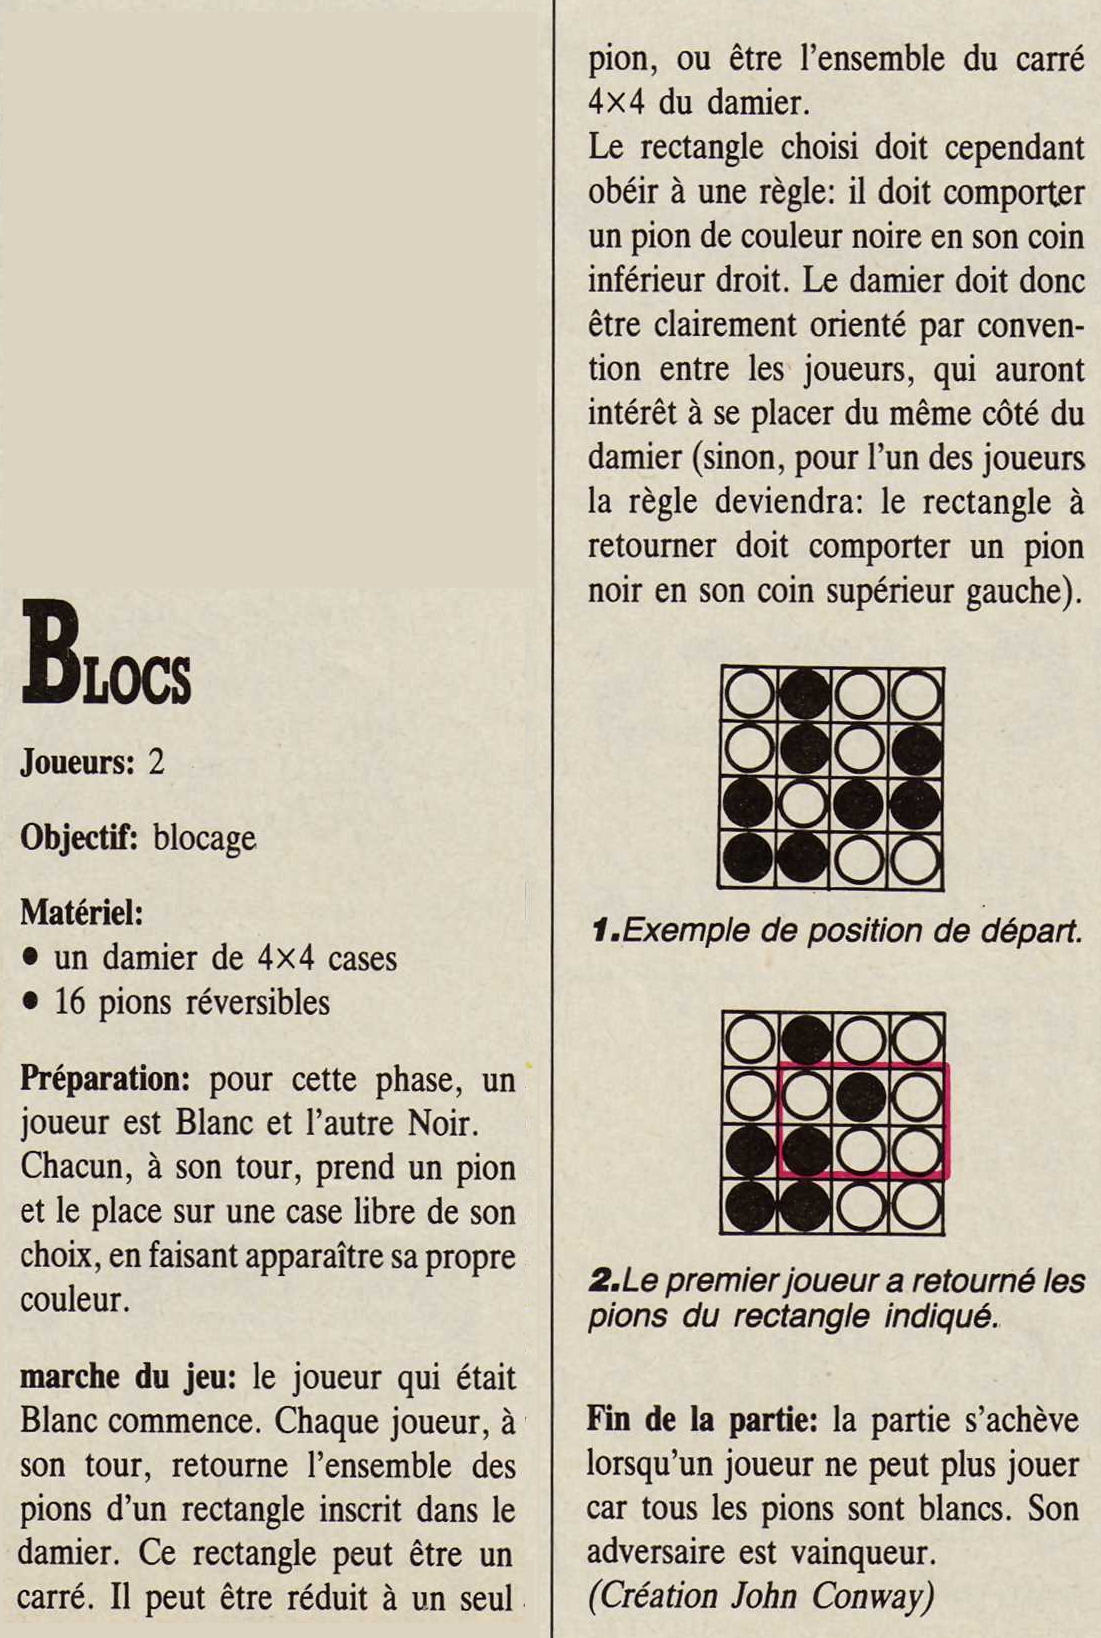 BLOCS
Joueurs: 2
Objectif: blocage
Matériel:
● un damier de 4×4 cases
● 16 pions réversibles
Préparation: pour cette phase, un
joueur est Blanc et l'autre Noir.
Chacun, à son tour, prend un pion
et le place sur une case libre de son
choix, en faisant apparaître sa propre
couleur.
marche du jeu: le joueur qui était
Blanc commence. Chaque joueur, à
son tour, retourne l'ensemble des
pions d'un rectangle inscrit dans le
damier. Ce rectangle peut être un
carré. Il peut être réduit à un seul
pion, ou être l'ensemble du carré
4×4 du damier.
Le rectangle choisi doit cependant
obéir à une règle: il doit comporter
un pion de couleur noire en son coin
inférieur droit. Le damier doit donc
être clairement orienté par conven-
tion entre les joueurs, qui auront
intérêt à se placer du même côté du
damier (sinon, pour l'un des joueurs
la règle deviendra: le rectangle à
retourner doit comporter un pion
noir en son coin supérieur gauche).
1.Exemple de position de départ.
2.Le premier joueur a retourné les
pions du rectangle indiqué.
Fin de la partie: la partie s'achève
lorsqu'un joueur ne peut plus jouer
car tous les pions sont blancs. Son
adversaire est vainqueur.
(Création John Conway)